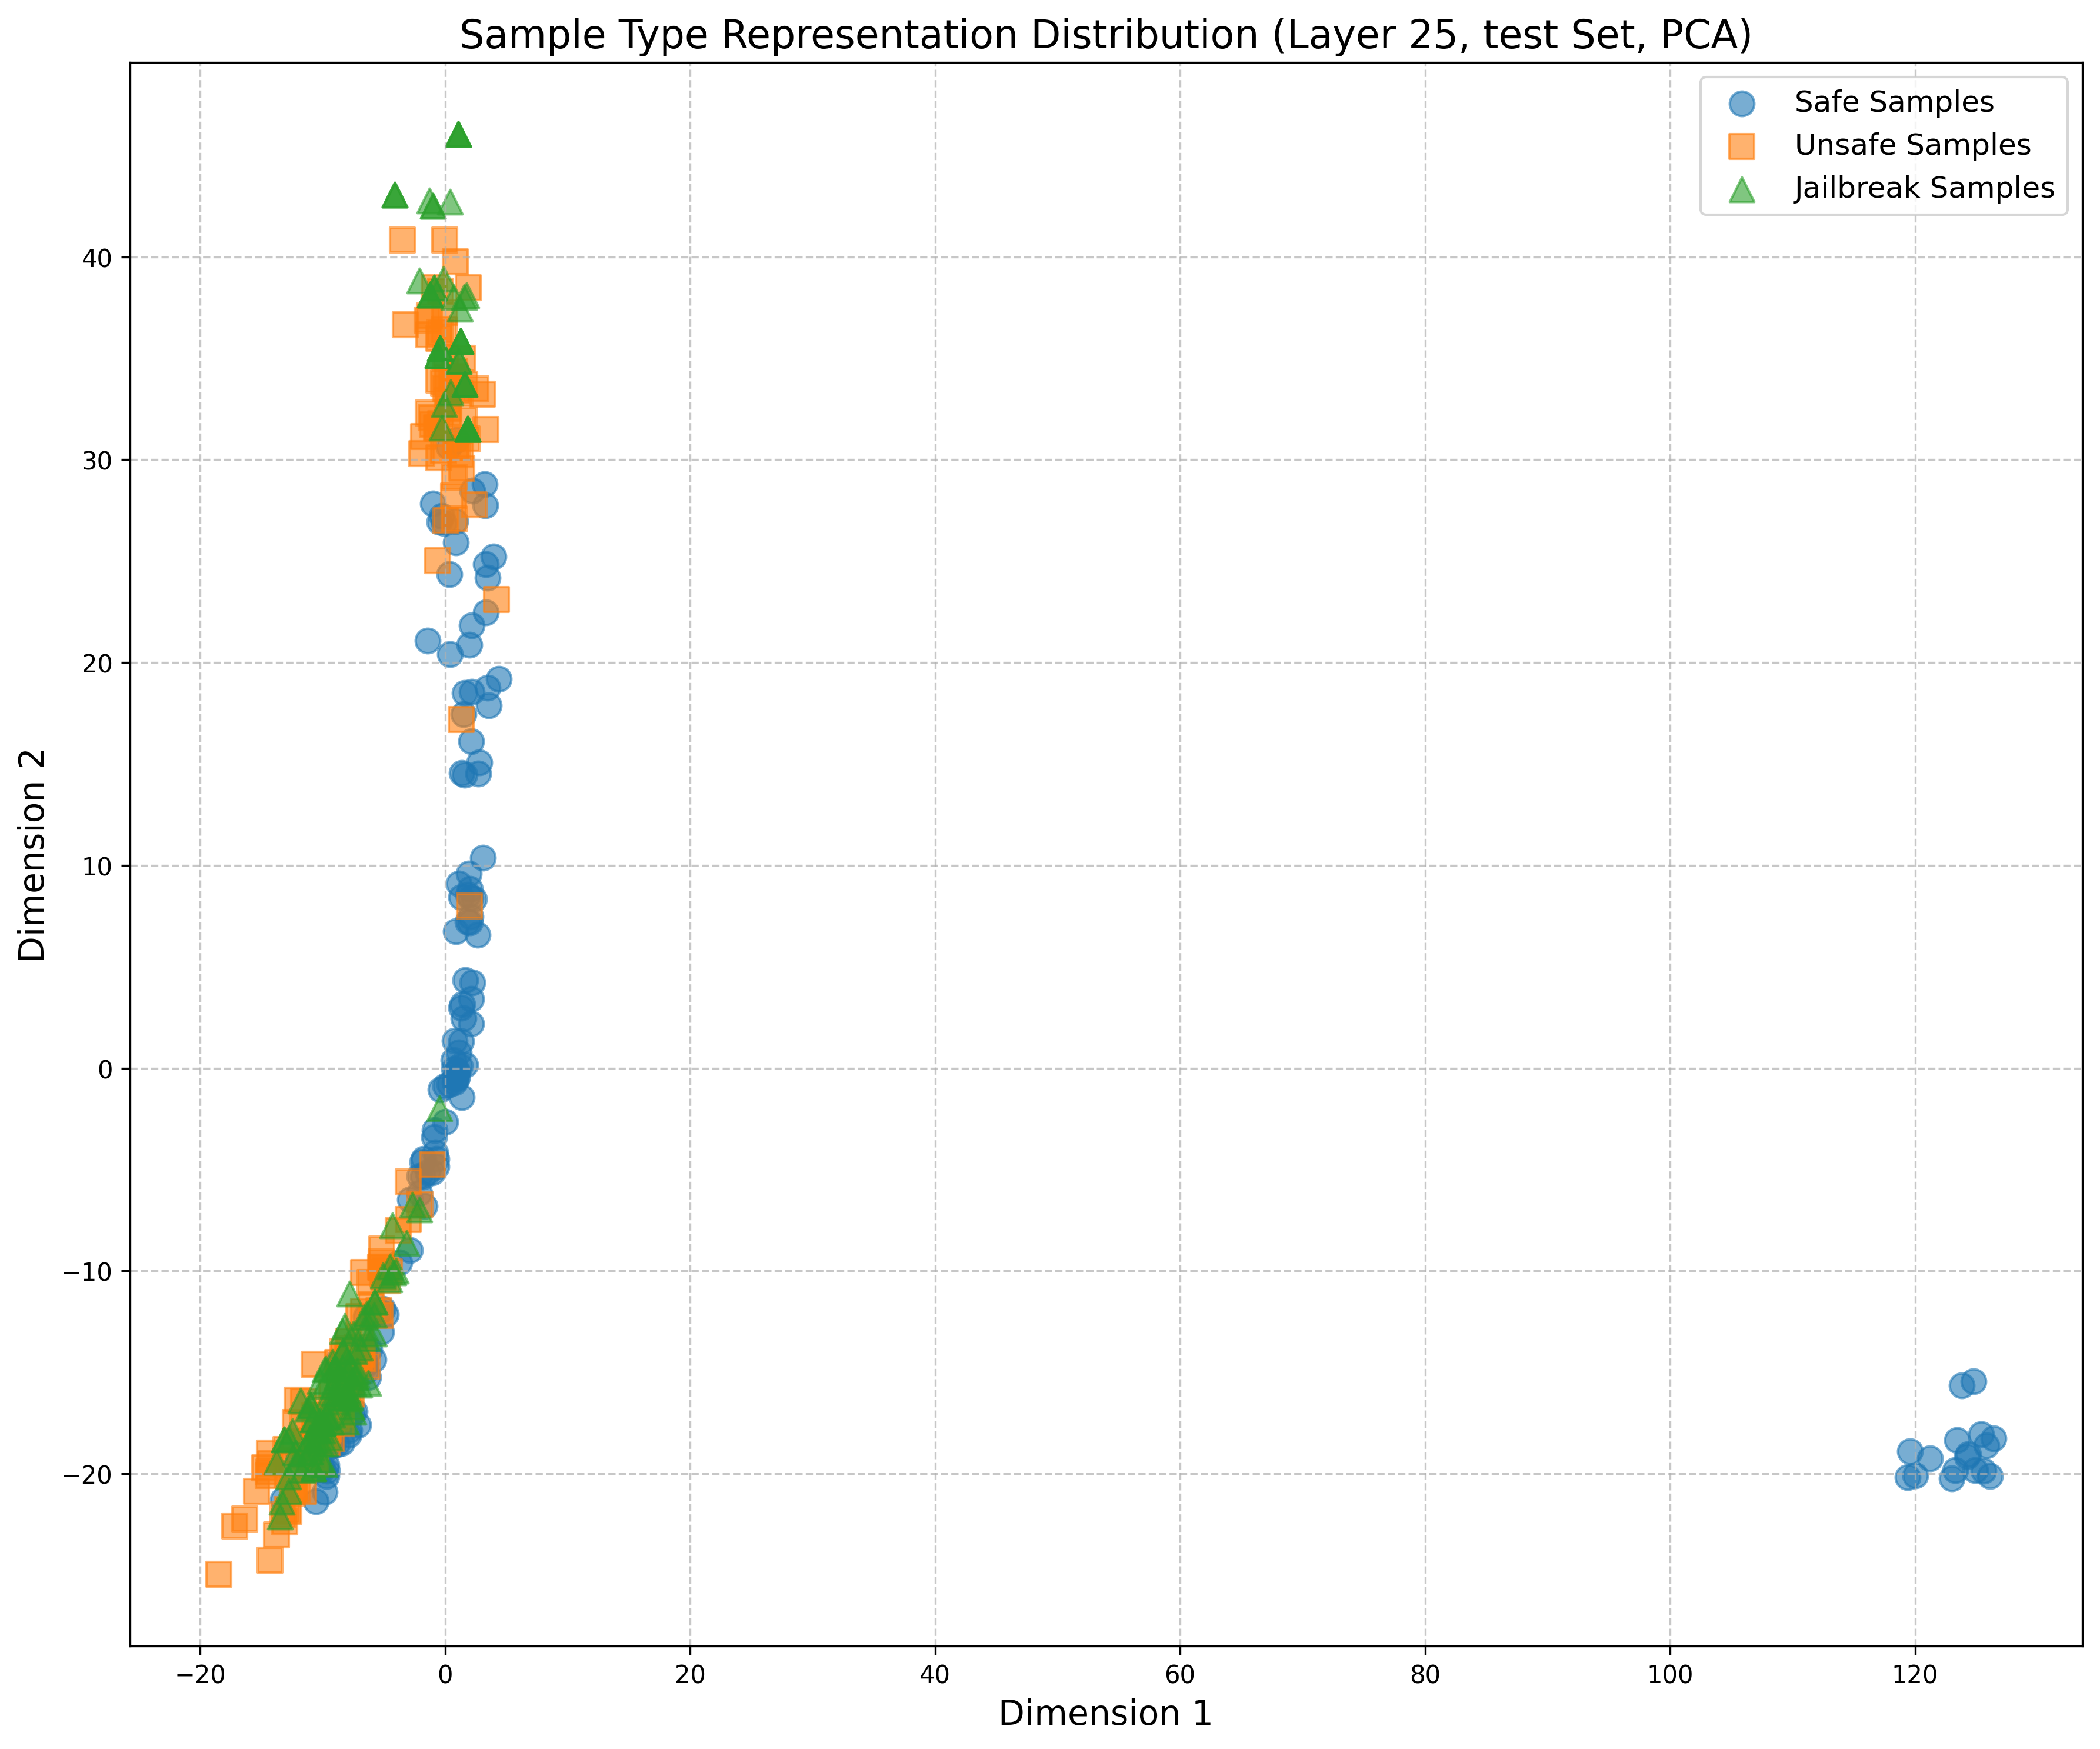 Sample Type Representation Distribution (Layer 25, test Set, PCA)
Safe Samples
Unsafe Samples
Jailbreak Samples
Dimension 2
40
30
20
10
0
−10
−20
−20
0
20
40
60
80
100
120
Dimension 1